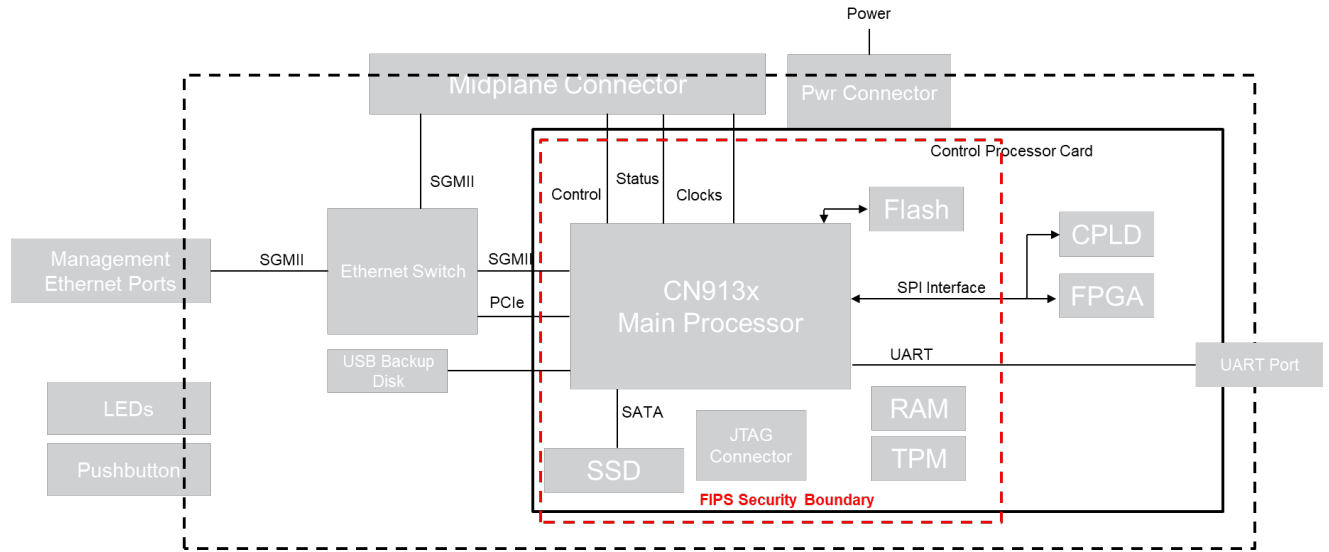 Power
Midplane Connector
Pwr Connector
Control Processor Card
SGMII
Control
Status
Clocks
Flash
Management
Ethernet Ports
SGMII
Ethernet Switch
SGMII
PCIe
CN913x
Main Processor
SPI Interface
CPLD
FPGA
USB Backup
Disk
UART
UART Port
LEDs
Pushbutton
SATA
SSD
JTAG
Connector
RAM
TPM
FIPS Security Boundary